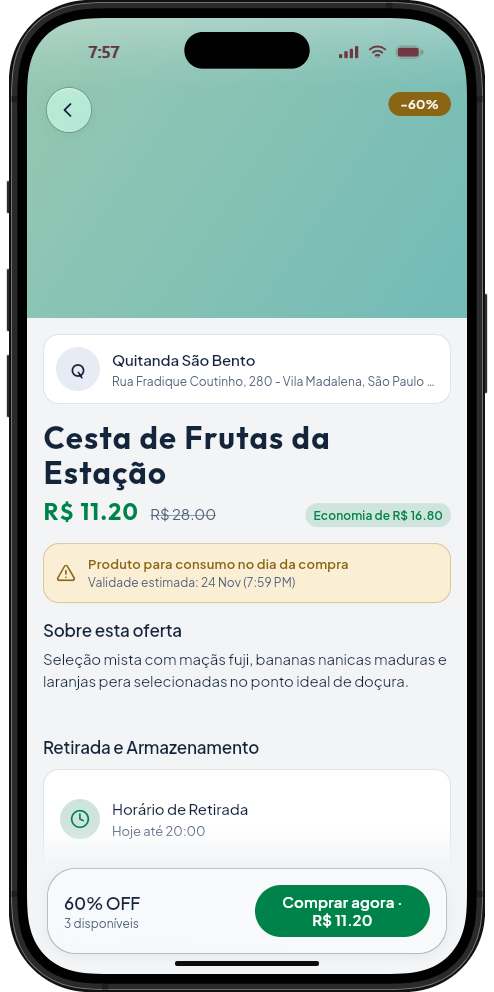 7:57
-60%
Q
Quitanda São Bento
Rua Fradique Coutinho, 280 - Vila Madalena, São Paulo ...
Cesta de Frutas da
Estação
R$ 11.20
R$ 28.00
Economia de R$ 16.80
Produto para consumo no dia da compra
Validade estimada: 24 Nov (7:59 PM)
Sobre esta oferta
Seleção mista com maçãs fuji, bananas nanicas maduras e
laranjas pera selecionadas no ponto ideal de doçura.
Retirada e Armazenamento
Horário de Retirada
Hoje até 20:00
60% OFF
3 disponíveis
Comprar agora ·
R$ 11.20